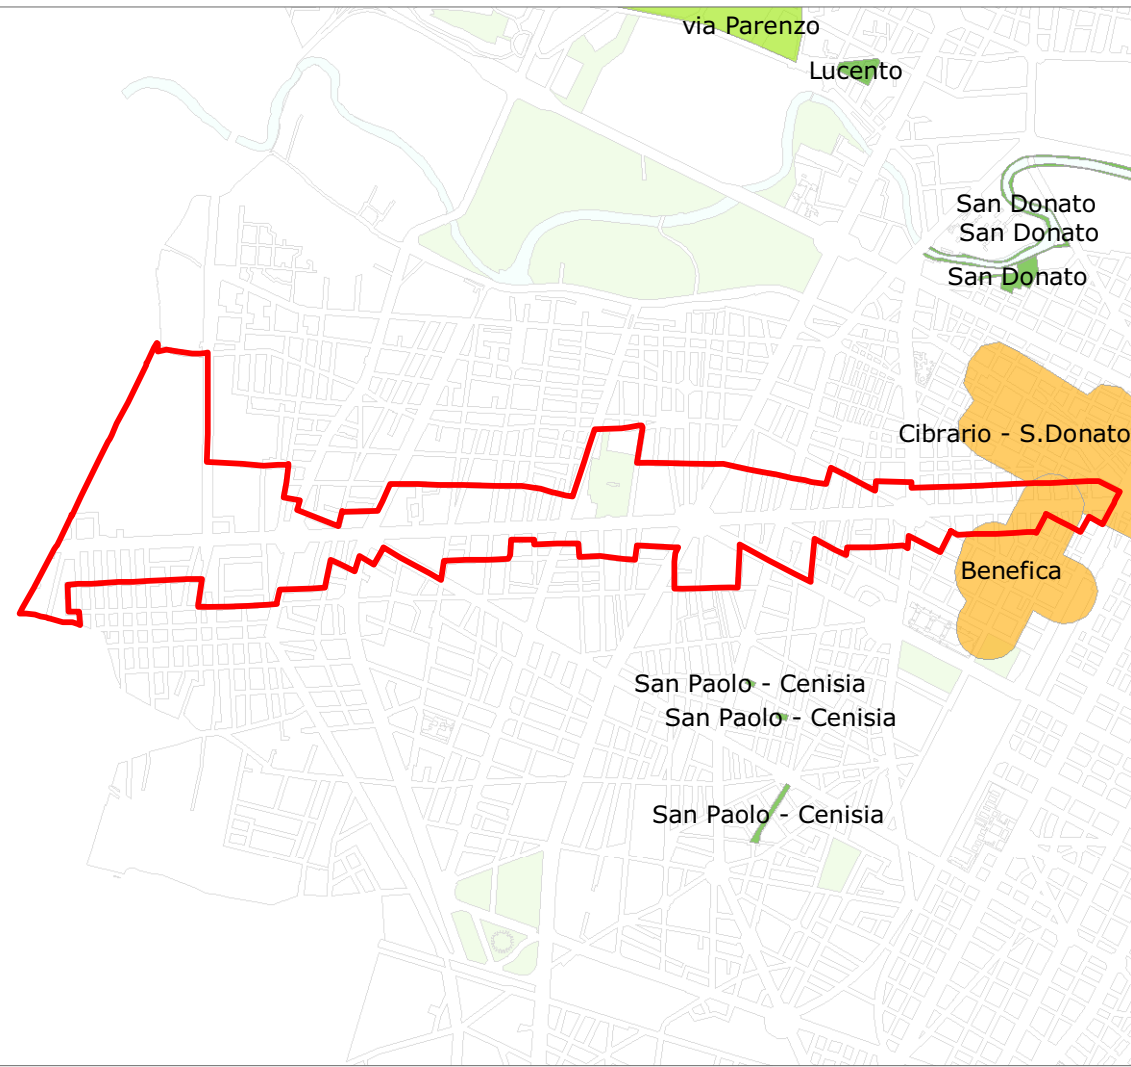 via Parenzo
Lucento
San Donato
San Donato
San Donato
Cibrario - S.Donato
Benefica
San Paolo - Cenisia
San Paolo - Cenisia
San Paolo - Cenisia